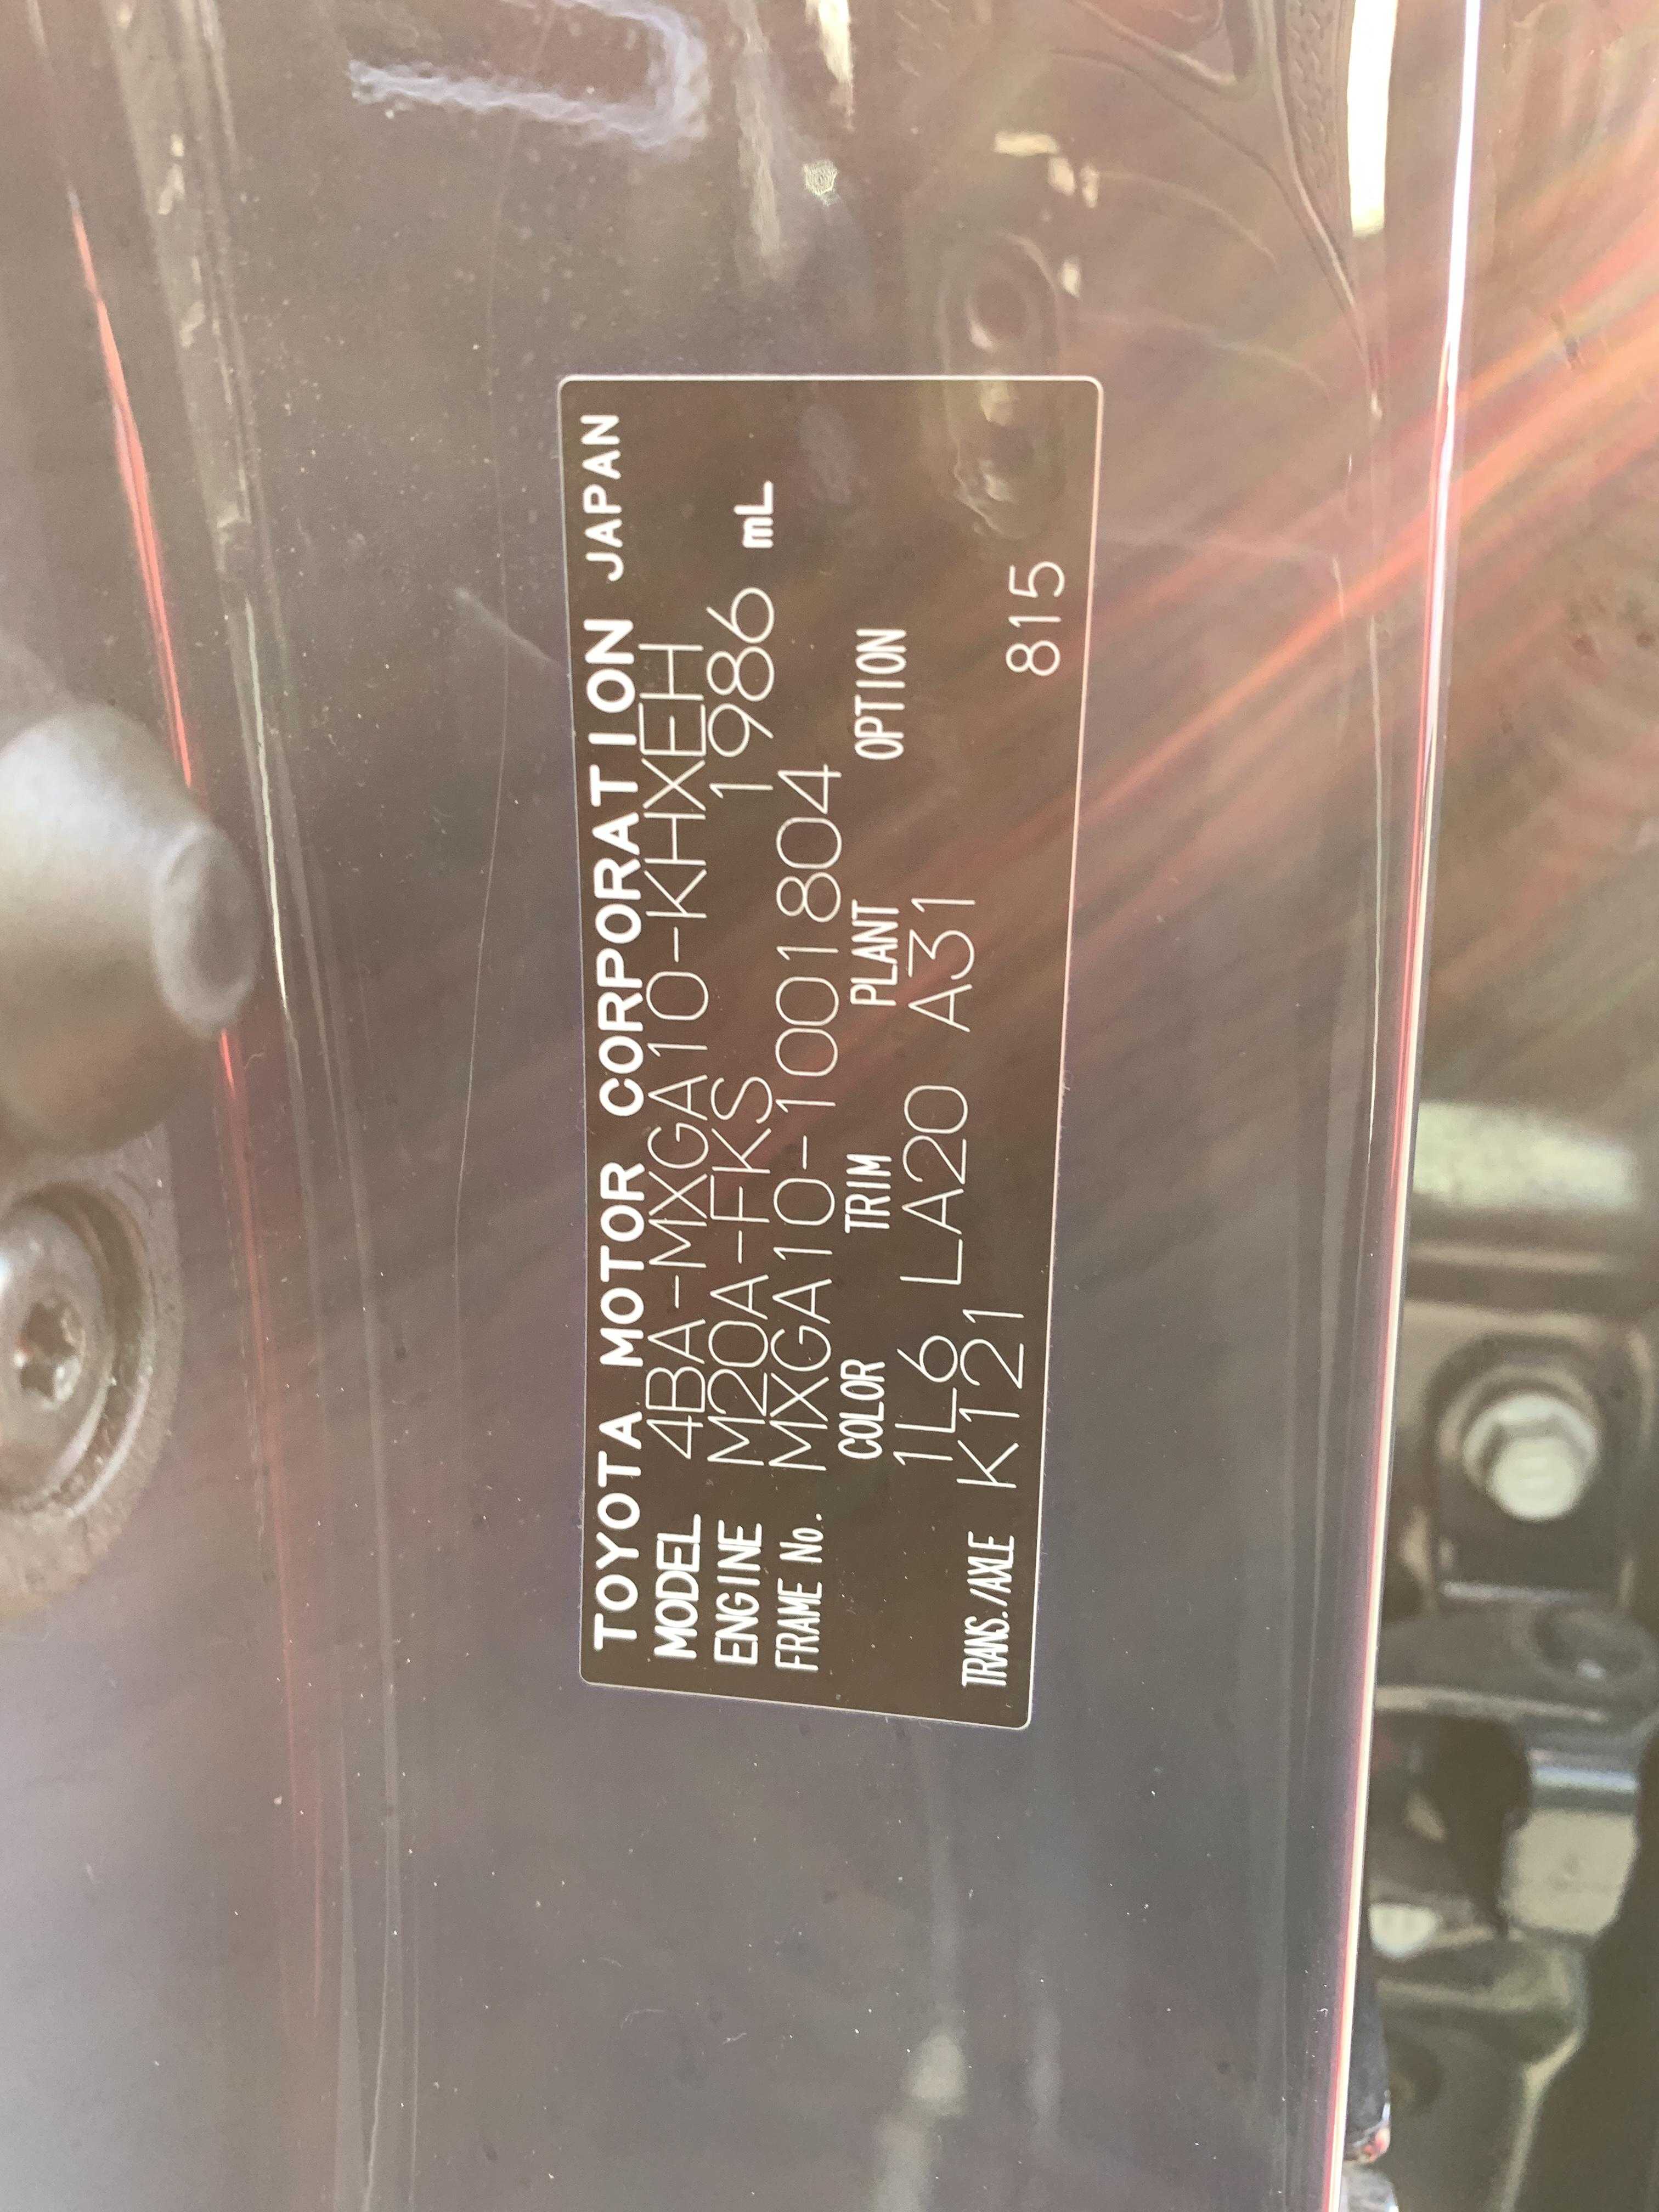 TOYOTA MOTOR CORPORATION JAPAN
MODEL 4BA-MXGA10-KHXEH
ENGINE M20A-FKS 1986 mL
FRAME No. MXGA10-1001804
COLOR TRIM PLANT OPTION
1L6 LA20 A31
TRANS./AXLE K121 815